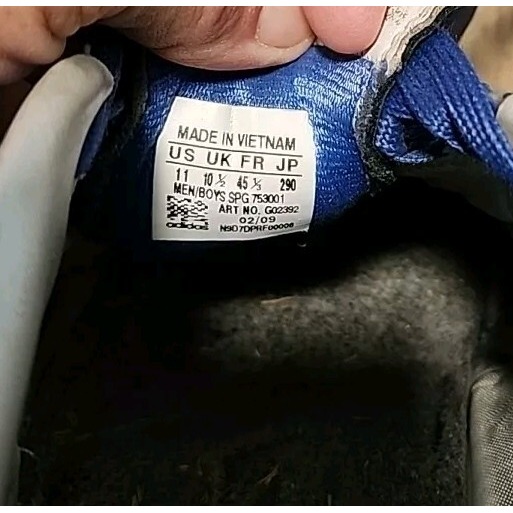 MADE IN VIETNAM
US UK FR JP
11 10 ½ 45 ⅓ 290
MEN/BOYS SPG 753001
ART NO. G02392
02/09
adidas N9D7DPRF00006